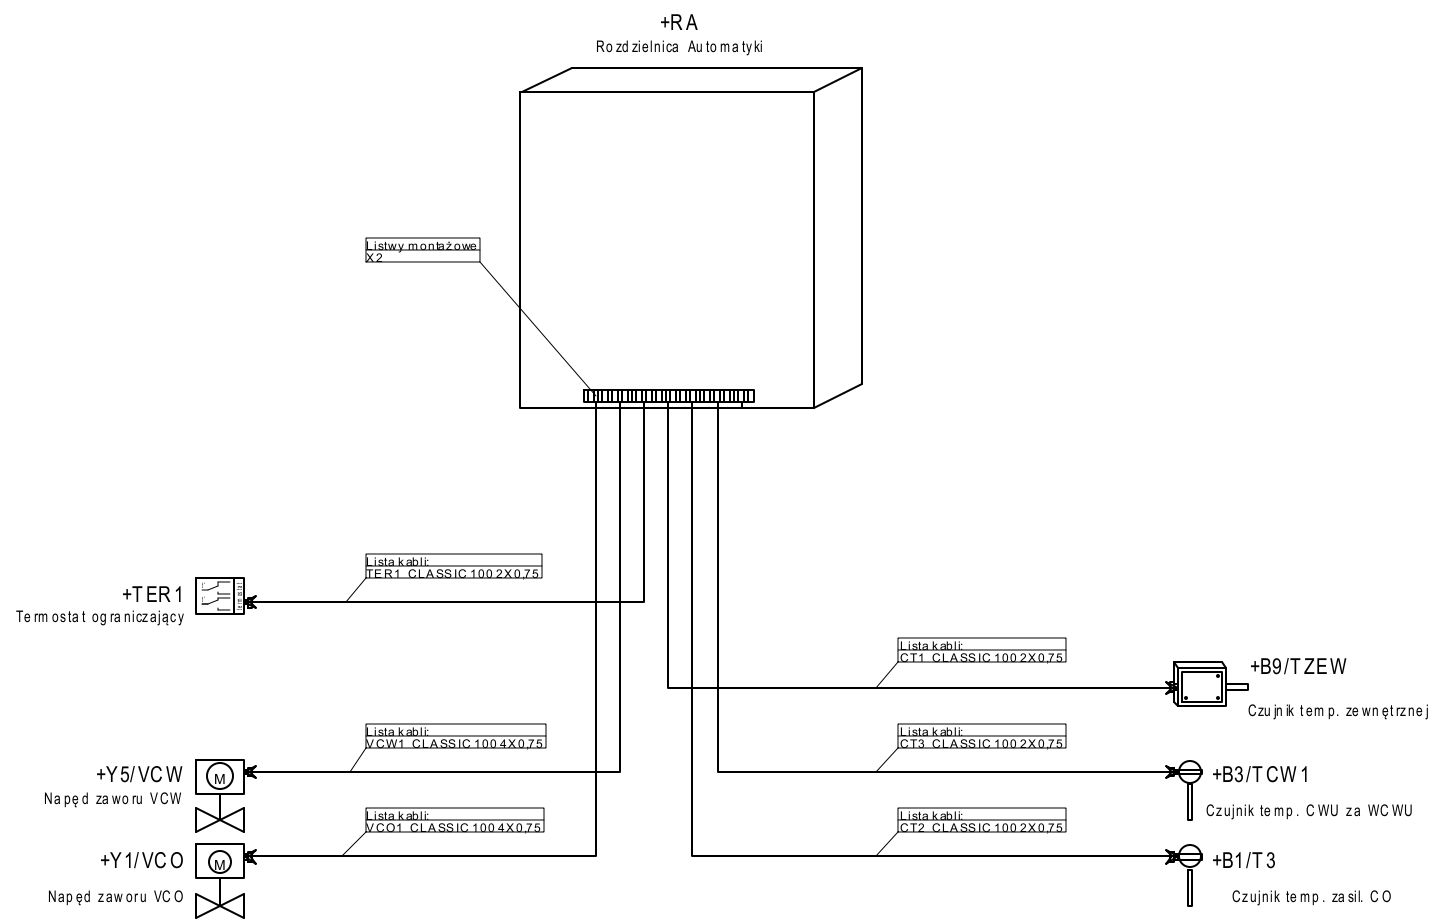 +RA
Rozdzielnica Automatyki
Listwy montażowe
X2
Lista kabli:
TER1 CLASSIC 100 2X0,75
+TER1
Termostat ograniczający
termostat
Lista kabli:
CT1 CLASSIC 100 2X0,75
+B9/TZEW
Czujnik temp. zewnętrznej
Lista kabli:
VCW1 CLASSIC 100 4X0,75
+Y5/VCW
Napęd zaworu VCW
M
Lista kabli:
CT3 CLASSIC 100 2X0,75
+B3/TCW1
Czujnik temp. CWU za WCWU
Lista kabli:
VCO1 CLASSIC 100 4X0,75
+Y1/VCO
Napęd zaworu VCO
M
Lista kabli:
CT2 CLASSIC 100 2X0,75
+B1/T3
Czujnik temp. zasil. CO